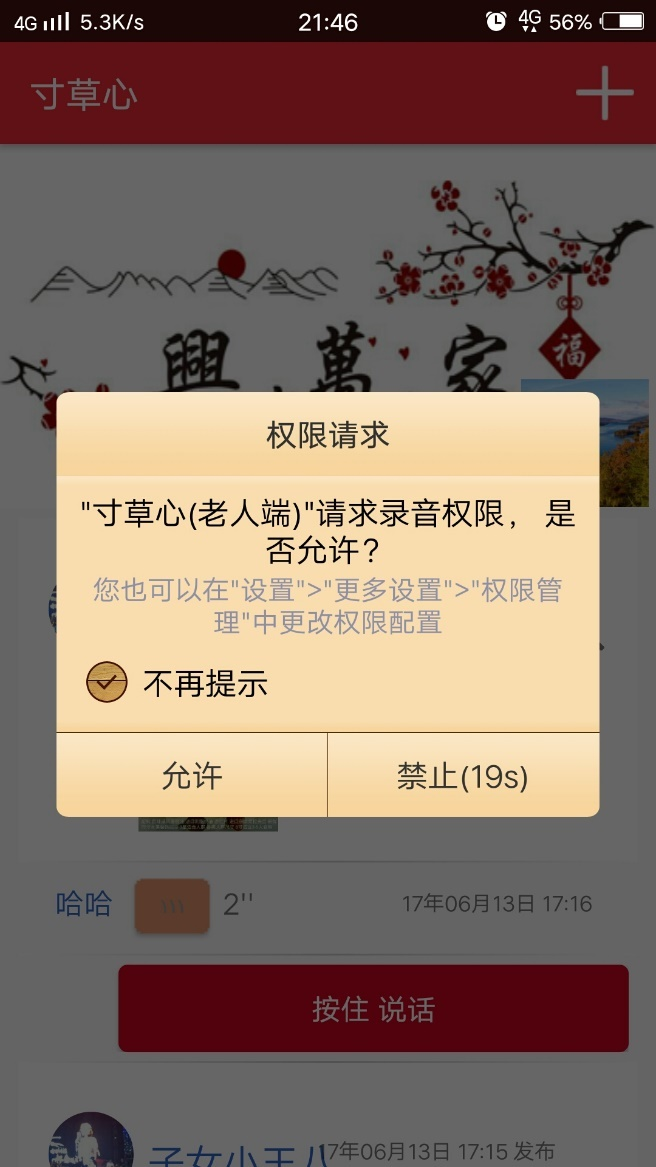 4G 5.3K/s 21:46 4G 56%
寸草心
興 萬 家
福
权限请求
"寸草心(老人端)"请求录音权限， 是
否允许？
您也可以在"设置">"更多设置">"权限管
理"中更改权限配置
不再提示
允许 禁止(19s)
哈哈 2'' 17年06月13日 17:16
按住 说话
子女小王八 17年06月13日 17:15 发布